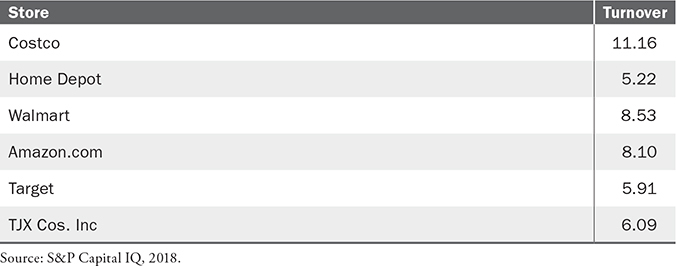 Store Turnover
Costco 11.16
Home Depot 5.22
Walmart 8.53
Amazon.com 8.10
Target 5.91
TJX Cos. Inc 6.09
Source: S&P Capital IQ, 2018.